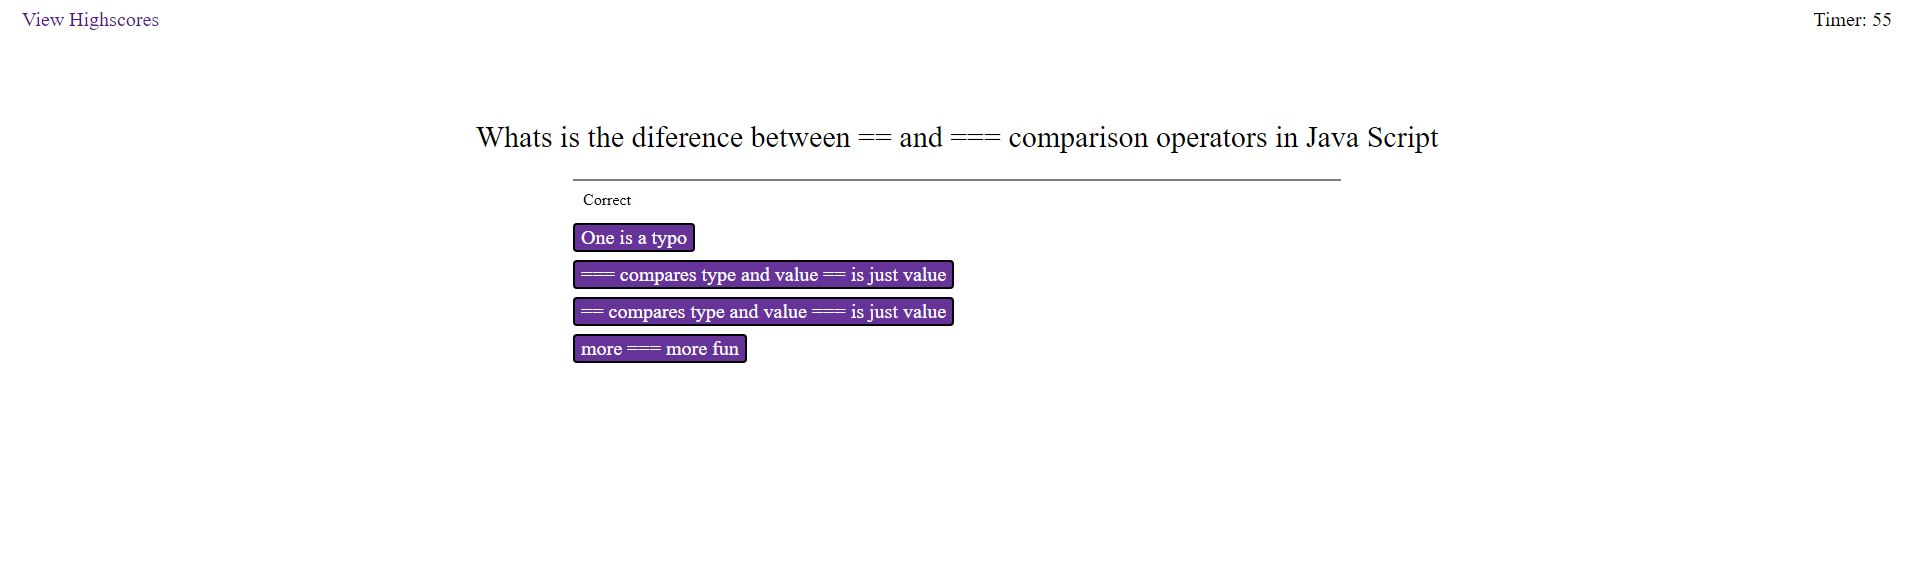 View Highscores
Timer: 55
Whats is the diference between == and === comparison operators in Java Script
Correct
One is a typo
=== compares type and value == is just value
== compares type and value === is just value
more === more fun